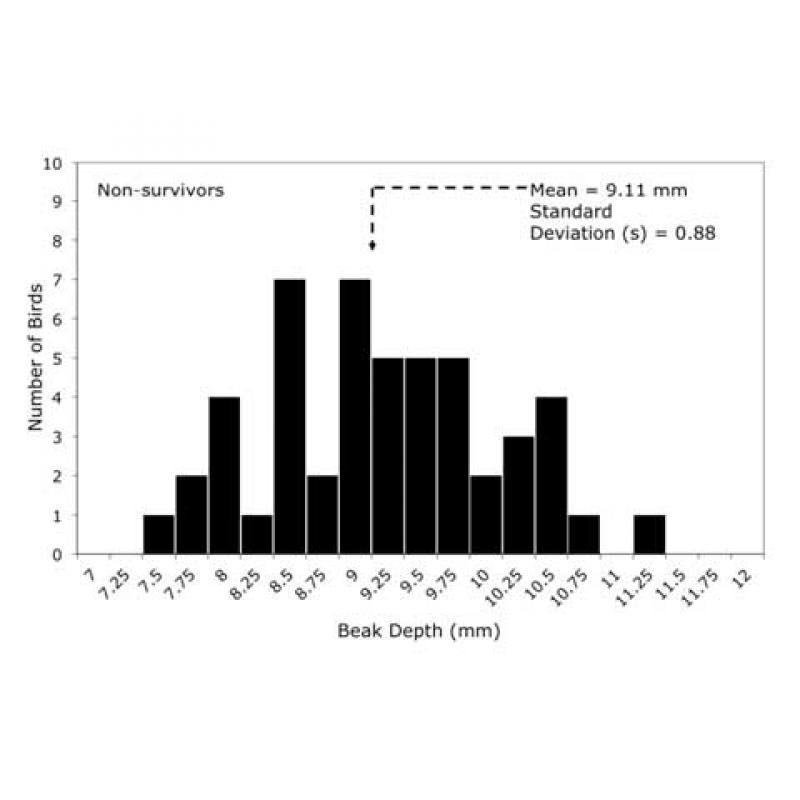 10
9
8
7
6
5
4
3
2
1
0
Number of Birds
Non-survivors
Mean = 9.11 mm
Standard
Deviation (s) = 0.88
7 7.25 7.5 7.75 8 8.25 8.5 8.75 9 9.25 9.5 9.75 10 10.25 10.5 10.75 11 11.25 11.5 11.75 12
Beak Depth (mm)